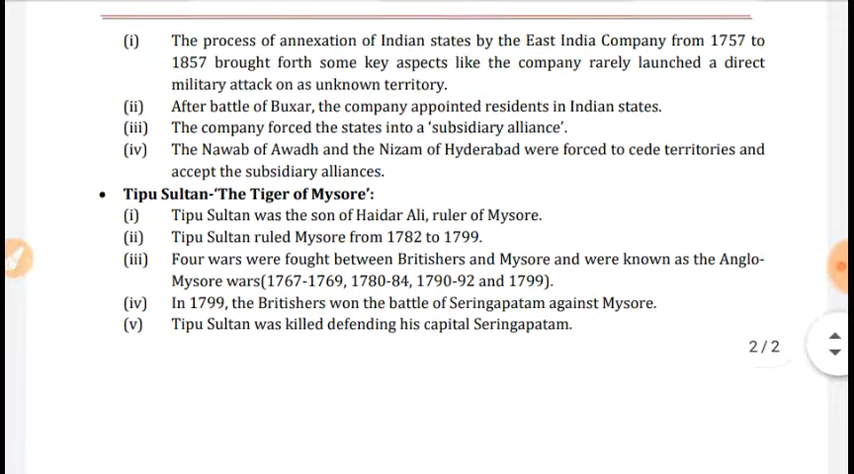 (i) The process of annexation of Indian states by the East India Company from 1757 to
1857 brought forth some key aspects like the company rarely launched a direct
military attack on as unknown territory.
(ii) After battle of Buxar, the company appointed residents in Indian states.
(iii) The company forced the states into a ‘subsidiary alliance’.
(iv) The Nawab of Awadh and the Nizam of Hyderabad were forced to cede territories and
accept the subsidiary alliances.
• Tipu Sultan-‘The Tiger of Mysore’:
(i) Tipu Sultan was the son of Haidar Ali, ruler of Mysore.
(ii) Tipu Sultan ruled Mysore from 1782 to 1799.
(iii) Four wars were fought between Britishers and Mysore and were known as the Anglo-
Mysore wars(1767-1769, 1780-84, 1790-92 and 1799).
(iv) In 1799, the Britishers won the battle of Seringapatam against Mysore.
(v) Tipu Sultan was killed defending his capital Seringapatam.
2 / 2